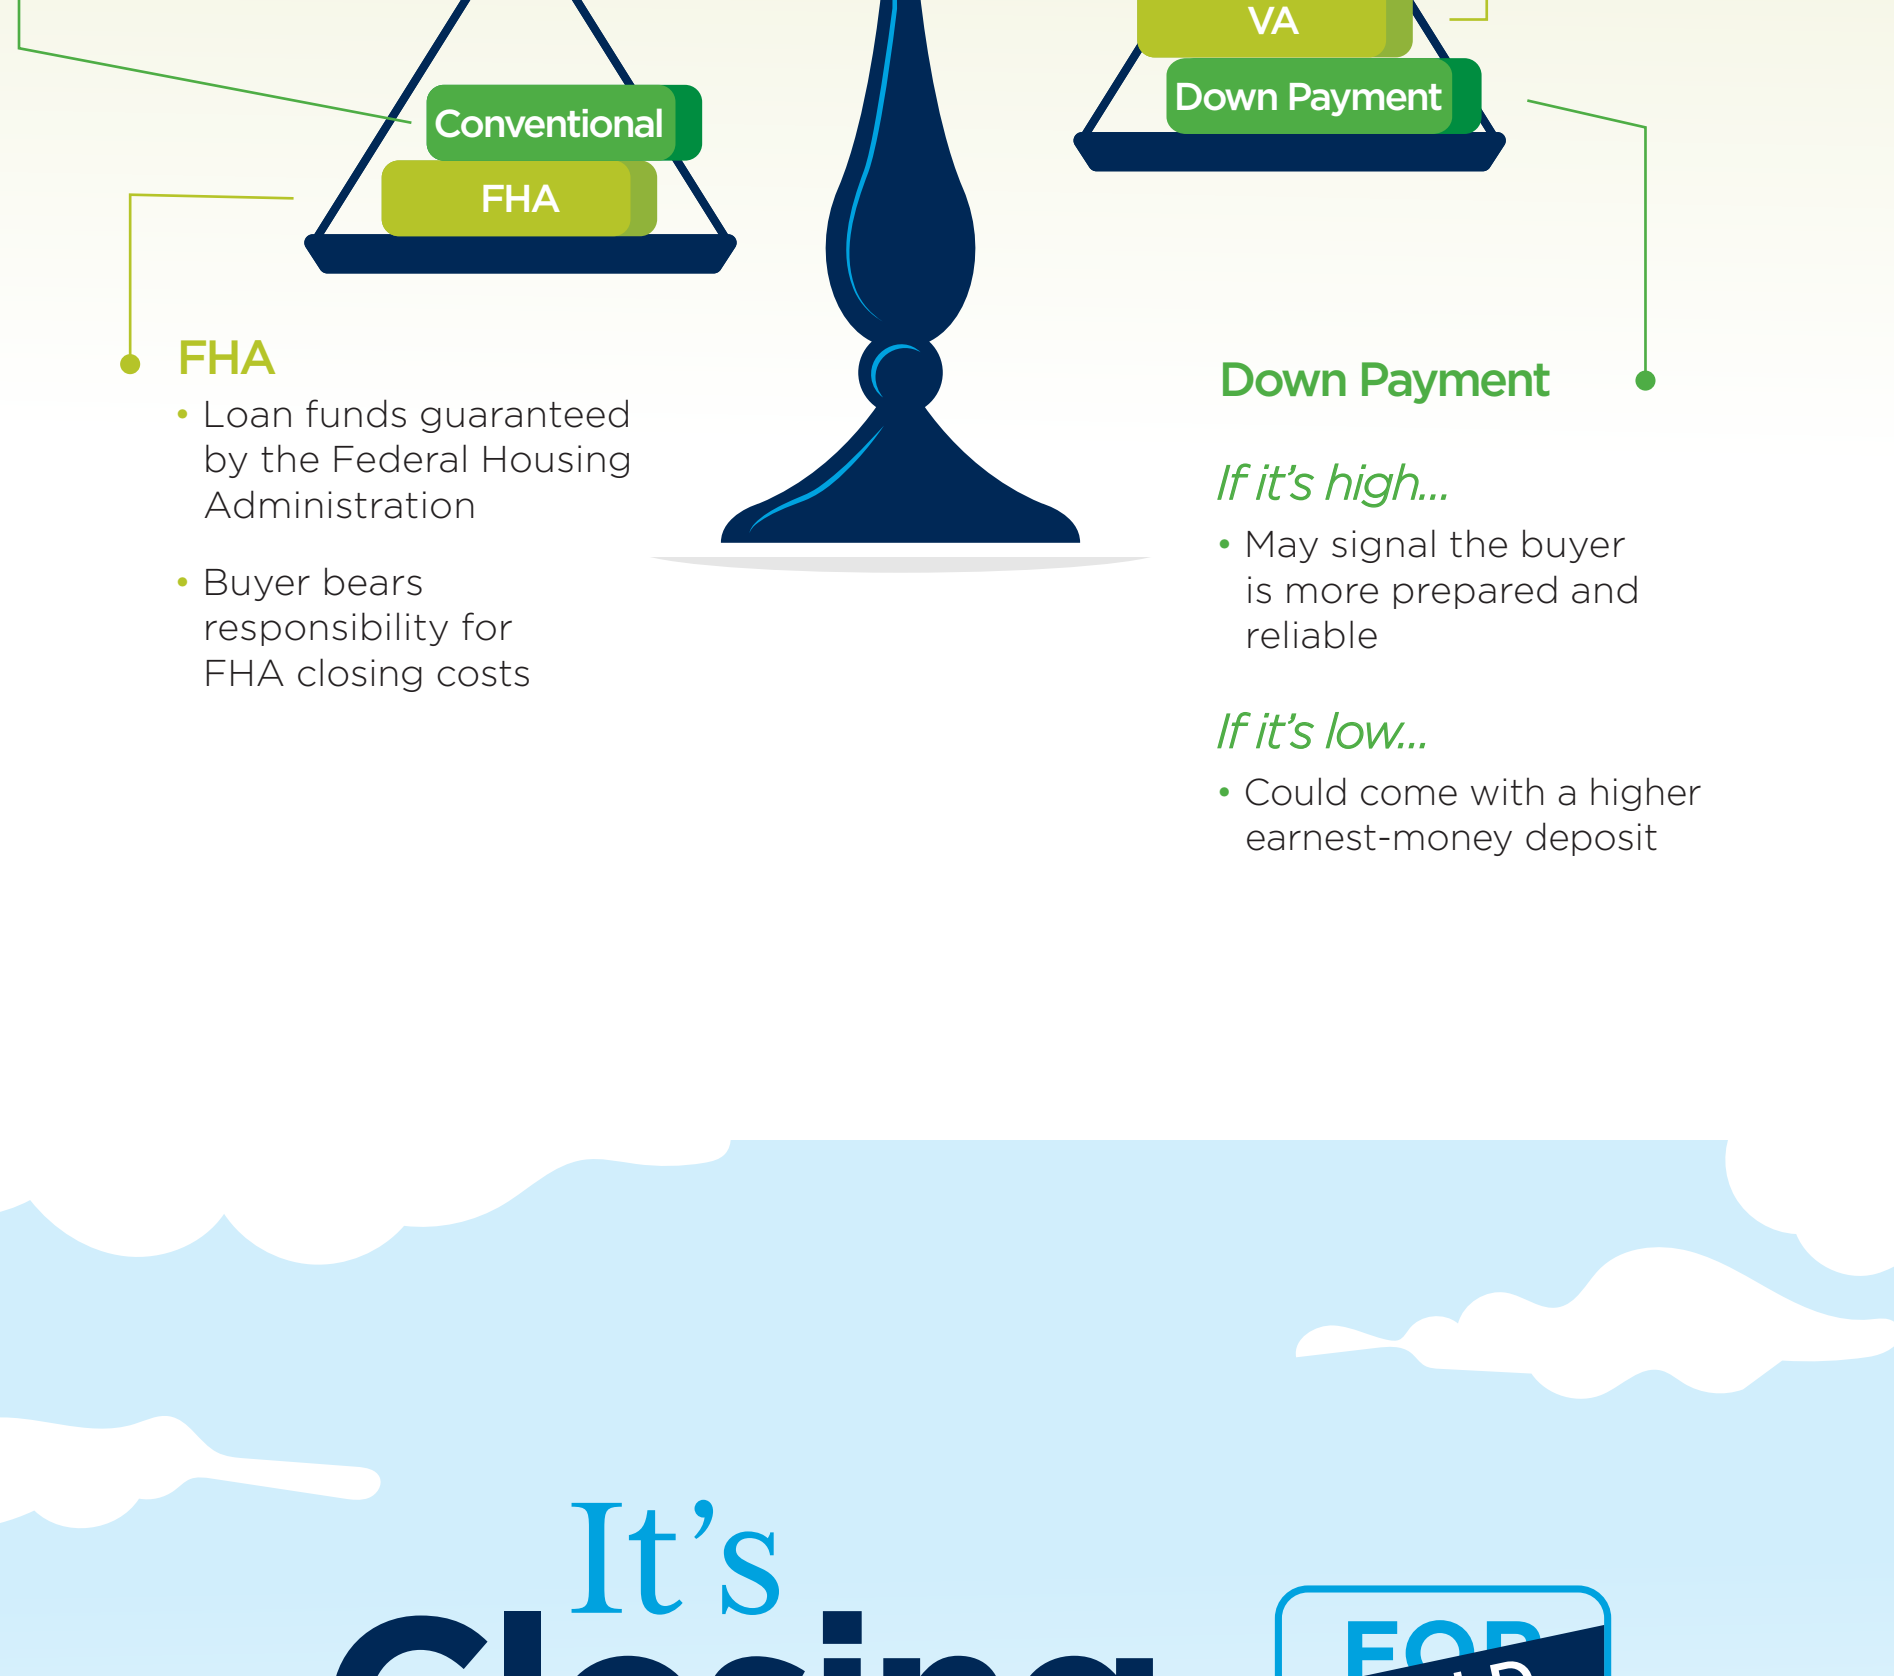 VA
Down Payment
Conventional
FHA
FHA
• Loan funds guaranteed
by the Federal Housing
Administration
• Buyer bears
responsibility for
FHA closing costs
Down Payment
If it’s high...
• May signal the buyer
is more prepared and
reliable
If it’s low...
• Could come with a higher
earnest-money deposit
It’s
Closing
FOR